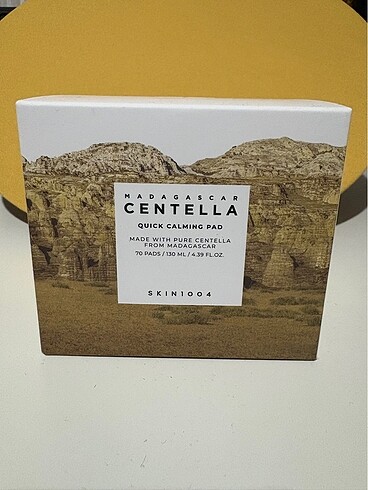 MADAGASCAR
CENTELLA
QUICK CALMING PAD
MADE WITH PURE CENTELLA
FROM MADAGASCAR
70 PADS / 130 ML / 4.39 FL.OZ.
SKIN1004